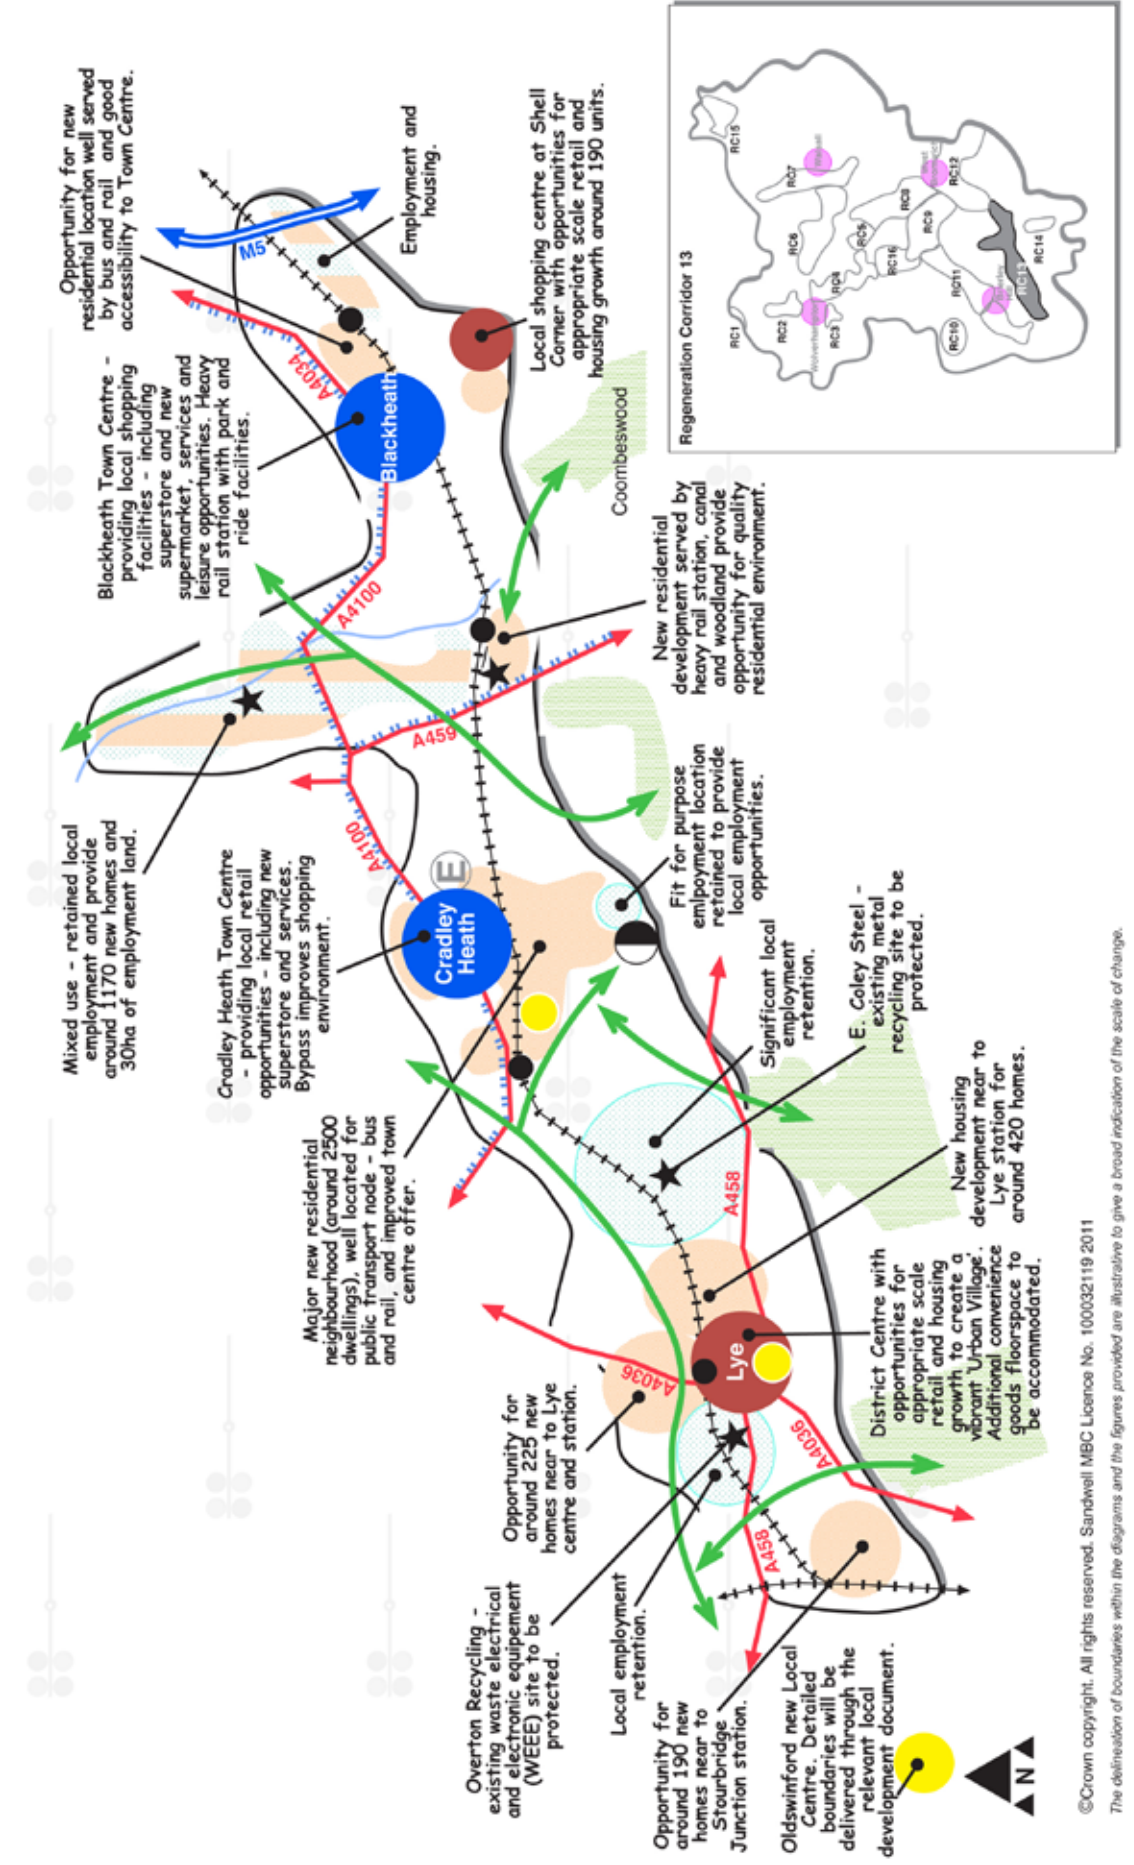 Opportunity for new
residential location well served
by bus and rail and good
accessibility to Town Centre.
Employment and
housing.
Local shopping centre at Shell
Corner with opportunities for
appropriate scale retail and
housing growth around 190 units.
Blackheath Town Centre -
providing local shopping
facilities - including
superstore and new
supermarket, services and
leisure opportunities. Heavy
rail station with park and
ride facilities.
M5
A4034
Blackheath
Coombeswood
New residential
development served by
heavy rail station, canal
and woodland provide
opportunity for quality
residential environment.
A4100
A459
A4100
Mixed use - retained local
employment and provide
around 1170 new homes and
30ha of employment land.
Cradley Heath Town Centre
- providing local retail
opportunities - including new
superstore and services.
Bypass improves shopping
environment.
E
Cradley
Heath
Fit for purpose
emlpoyment location
retained to provide
local employment
opportunities.
Significant local
employment
retention.
E. Coley Steel -
existing metal
recycling site to be
protected.
Major new residential
neighbourhood (around 2500
dwellings), well located for
public transport node - bus
and rail, and improved town
centre offer.
A458
New housing
development near to
Lye station for
around 420 homes.
District Centre with
opportunities for
appropriate scale
retail and housing
growth to create a
vibrant 'Urban Village'.
Additional convenience
goods floorspace to
be accommodated.
A4036
Lye
A4036
A458
Opportunity for
around 225 new
homes near to Lye
centre and station.
Overton Recycling -
existing waste electrical
and electronic equipement
(WEEE) site to be
protected.
Local employment
retention.
Opportunity for
around 190 new
homes near to
Stourbridge
Junction station.
Oldswinford new Local
Centre. Detailed
boundaries will be
delivered through the
relevant local
development document.
N
Regeneration Corridor 13
RC1
RC2
RC3
RC4
RC5
RC6
RC7
RC8
RC9
RC10
RC11
RC12
RC13
RC14
RC15
RC16
Wolverhampton
Walsall
West
Bromwich
Brierley
Hill
©Crown copyright. All rights reserved. Sandwell MBC Licence No. 100032119 2011
The delineation of boundaries within the diagrams and the figures provided are illustrative to give a broad indication of the scale of change.